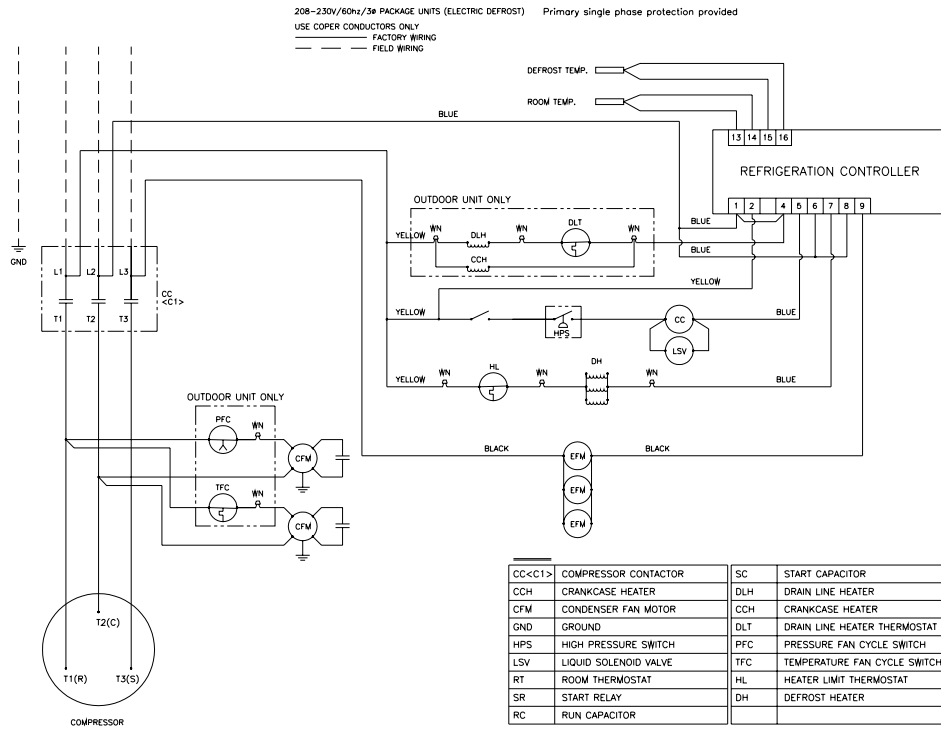 208-230V/60hz/3ø PACKAGE UNITS (ELECTRIC DEFROST) Primary single phase protection provided
USE COPER CONDUCTORS ONLY
FACTORY WIRING
FIELD WIRING
DEFROST TEMP.
ROOM TEMP.
BLUE
13 14 15 16
REFRIGERATION CONTROLLER
1 2 4 5 6 7 8 9
OUTDOOR UNIT ONLY
YELLOW WN DLH WN DLT WN BLUE
CCH
BLUE
GND
L1 L2 L3
CC
<C1>
T1 T2 T3
YELLOW
YELLOW HPS CC BLUE
LSV
YELLOW WN HL WN DH WN BLUE
OUTDOOR UNIT ONLY
PFC WN CFM
TFC WN CFM
BLACK EFM BLACK
EFM
EFM
T2(C)
T1(R) T3(S)
COMPRESSOR
CC<C1> COMPRESSOR CONTACTOR SC START CAPACITOR
CCH CRANKCASE HEATER DLH DRAIN LINE HEATER
CFM CONDENSER FAN MOTOR CCH CRANKCASE HEATER
GND GROUND DLT DRAIN LINE HEATER THERMOSTAT
HPS HIGH PRESSURE SWITCH PFC PRESSURE FAN CYCLE SWITCH
LSV LIQUID SOLENOID VALVE TFC TEMPERATURE FAN CYCLE SWITCH
RT ROOM THERMOSTAT HL HEATER LIMIT THERMOSTAT
SR START RELAY DH DEFROST HEATER
RC RUN CAPACITOR